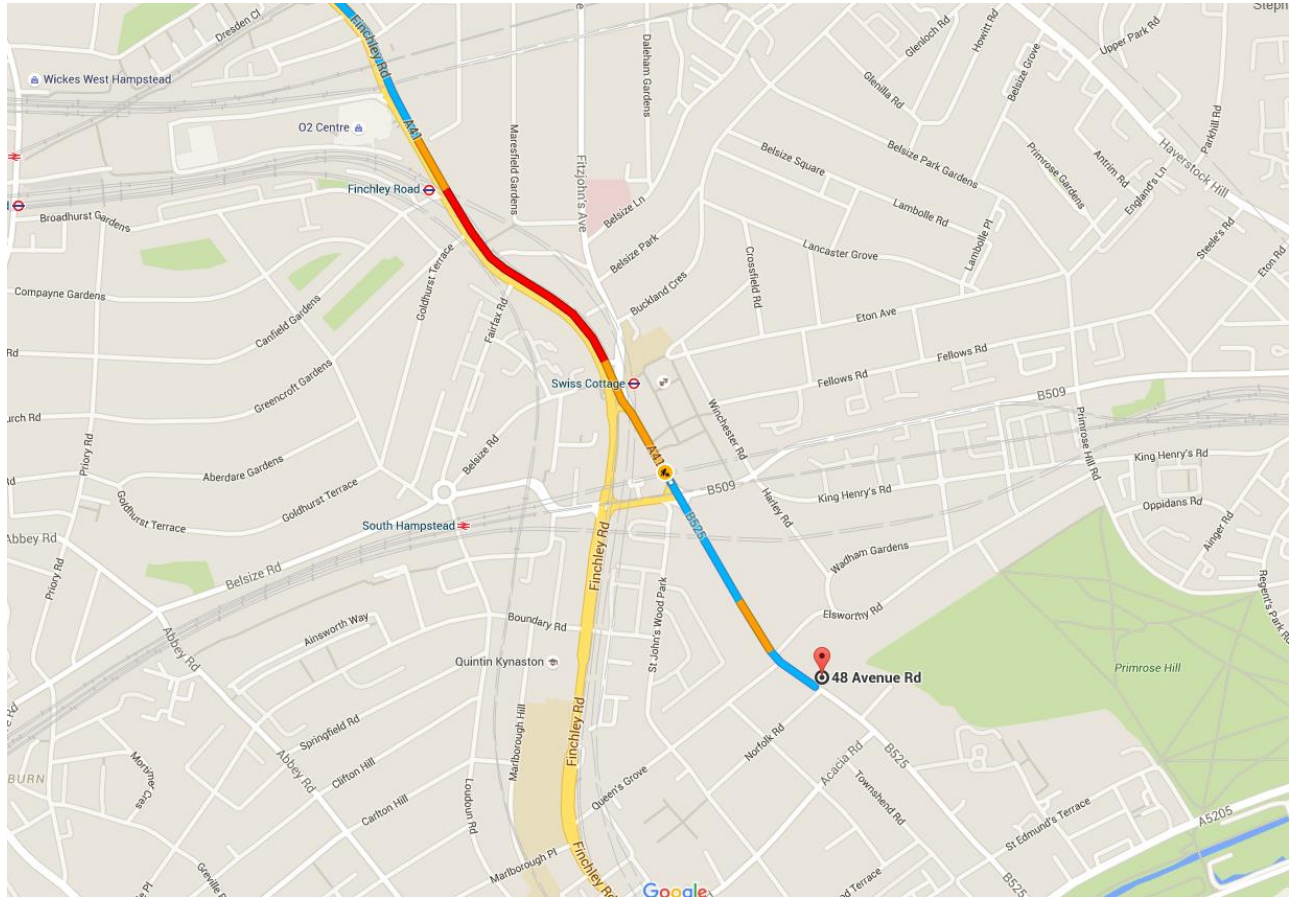 Steph
Dresden Cl
Finchley Rd
Wickes West Hampstead
Daleham Gardens
Glenloch Rd
Howitt Rd
Upper Park Rd
Glenilla Rd
Belsize Grove
O2 Centre
A41
Maresfield Gardens
Fitzjohn's Ave
Belsize Square
Belsize Park Gardens
Primrose Gardens
Antrim Rd
Haverstock Hill
Parkhill Rd
England's Ln
Finchley Road
Broadhurst Gardens
Belsize Ln
Belsize Park
Lambolle Rd
Lambolle Pl
Steele's Rd
Eton Rd
Lancaster Grove
Crossfield Rd
Buckland Cres
Compayne Gardens
Goldhurst Terrace
Canfield Gardens
Fairfax Rd
Eton Ave
Fellows Rd
Rd
Greencroft Gardens
Swiss Cottage
Fellows Rd
B509
Winchester Rd
Primrose Hill Rd
urch Rd
Priory Rd
Belsize Rd
A41
Aberdare Gardens
King Henry's Rd
Goldhurst Terrace
Goldhurst Terrace
B509
Harley Rd
King Henry's Rd
Oppidans Rd
Ainger Rd
South Hampstead
B525
Finchley Rd
Abbey Rd
Priory Rd
Belsize Rd
Wadham Gardens
St John's Wood Park
Elsworthy Rd
Regent's Park Rd
Ainsworth Way
Boundary Rd
Abbey Rd
Quintin Kynaston
Primrose Hill
48 Avenue Rd
Springfield Rd
Marlborough Hill
Finchley Rd
Norfolk Rd
Acacia Rd
B525
BURN
Mortimer Cres
Abbey Rd
Clifton Hill
Carlton Hill
Loudoun Rd
Queen's Grove
Townshend Rd
St Edmund's Terrace
A5205
Marlborough Pl
Finchley Rd
Greville
Google
B525